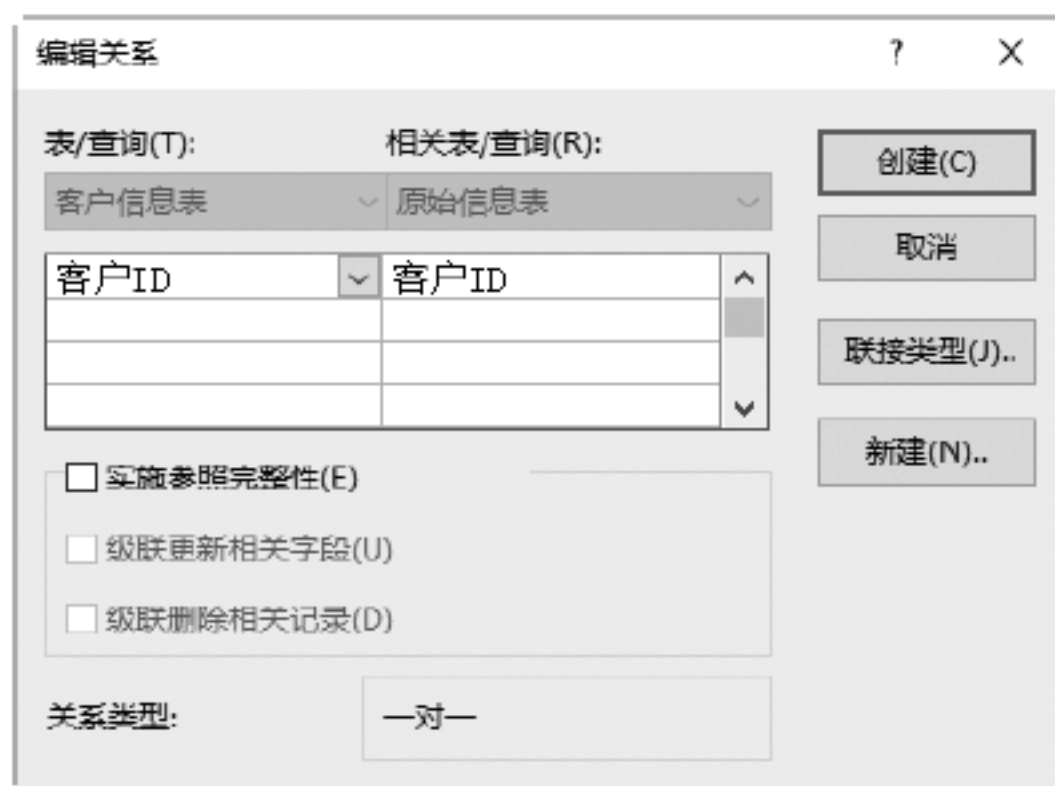 编辑关系 ?
表/查询(T): 相关表/查询(R):
创建(C)
客户信息表 原始信息表
取消
客户ID 客户ID
联接类型(J)..
新建(N)..
实施参照完整性(E)
级联更新相关字段(U)
级联删除相关记录(D)
关系类型: 一对一